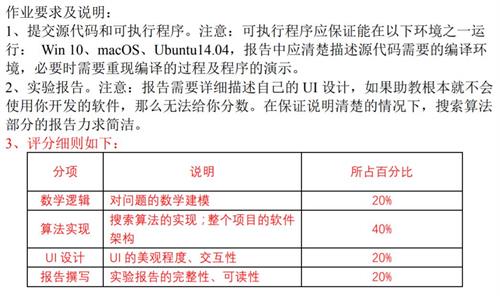 作业要求及说明：
1、提交源代码和可执行程序。注意：可执行程序应保证能在以下环境之一运
行： Win 10、macOS、Ubuntu14.04，报告中应清楚描述源代码需要的编译环
境，必要时需要重现编译的过程及程序的演示。
2、实验报告。注意：报告需要详细描述自己的 UI 设计，如果助教根本就不会
使用你开发的软件，那么无法给你分数。在保证说明清楚的情况下，搜索算法
部分的报告力求简洁。
3、评分细则如下：
分项 说明 所占百分比
数学逻辑 对问题的数学建模 20%
算法实现 搜索算法的实现；整个项目的软件
架构 40%
UI 设计 UI 的美观程度、交互性 20%
报告撰写 实验报告的完整性、可读性 20%